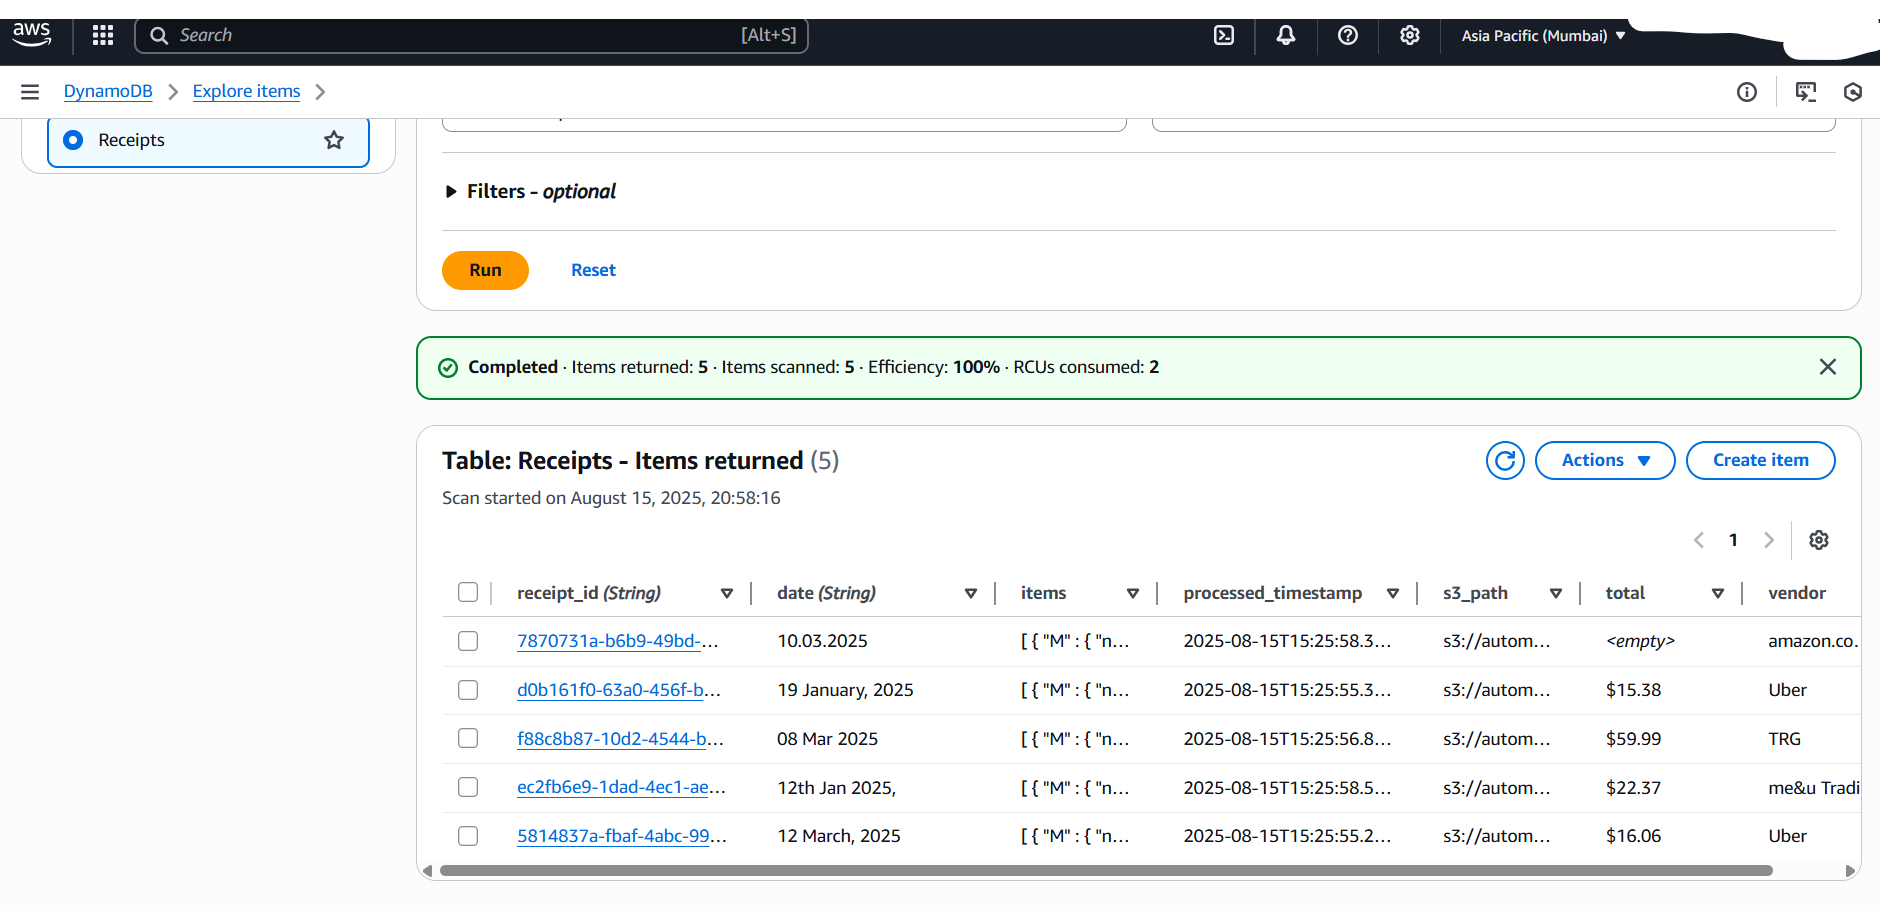 aws Search [Alt+S] Asia Pacific (Mumbai)
DynamoDB Explore items
Receipts
Filters - optional
Run Reset
Completed · Items returned: 5 · Items scanned: 5 · Efficiency: 100% · RCUs consumed: 2
Table: Receipts - Items returned (5)
Actions Create item
Scan started on August 15, 2025, 20:58:16
1
receipt_id (String) date (String) items processed_timestamp s3_path total vendor
7870731a-b6b9-49bd-... 10.03.2025 [ { "M" : { "n... 2025-08-15T15:25:58.3... s3://autom... <empty> amazon.co.
d0b161f0-63a0-456f-b... 19 January, 2025 [ { "M" : { "n... 2025-08-15T15:25:55.3... s3://autom... $15.38 Uber
f88c8b87-10d2-4544-b... 08 Mar 2025 [ { "M" : { "n... 2025-08-15T15:25:56.8... s3://autom... $59.99 TRG
ec2fb6e9-1dad-4ec1-ae... 12th Jan 2025, [ { "M" : { "n... 2025-08-15T15:25:58.5... s3://autom... $22.37 me&u Tradi
5814837a-fbaf-4abc-99... 12 March, 2025 [ { "M" : { "n... 2025-08-15T15:25:55.2... s3://autom... $16.06 Uber